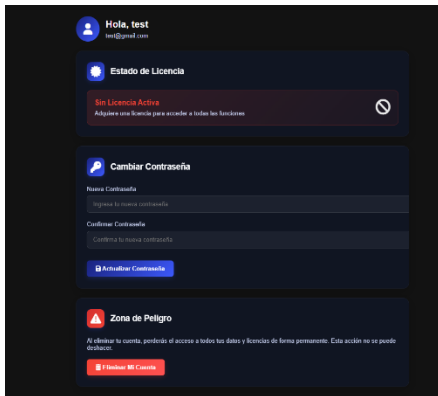 Hola, test
test@gmail.com
Estado de Licencia
Sin Licencia Activa
Adquiere una licencia para acceder a todas las funciones
Cambiar Contraseña
Nueva Contraseña
Ingresa tu nueva contraseña
Confirmar Contraseña
Confirma tu nueva contraseña
Actualizar Contraseña
Zona de Peligro
Al eliminar tu cuenta, perderás el acceso a todos tus datos y licencias de forma permanente. Esta acción no se puede
deshacer.
Eliminar Mi Cuenta